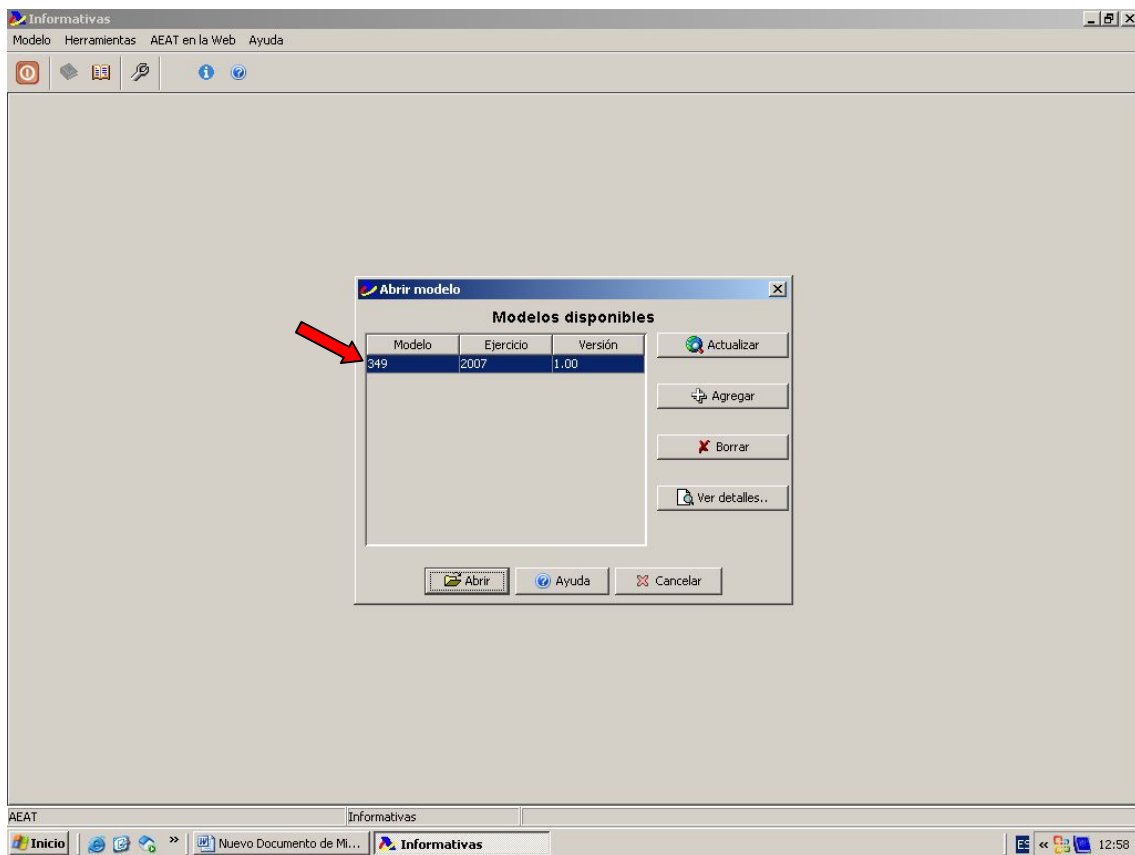 Informativas
Modelo Herramientas AEAT en la Web Ayuda
Abrir modelo
Modelos disponibles
Modelo Ejercicio Versión
349 2007 1.00
Actualizar
Agregar
Borrar
Ver detalles..
Abrir Ayuda Cancelar
AEAT Informativas
Inicio » Nuevo Documento de Mi... Informativas ES « 12:58